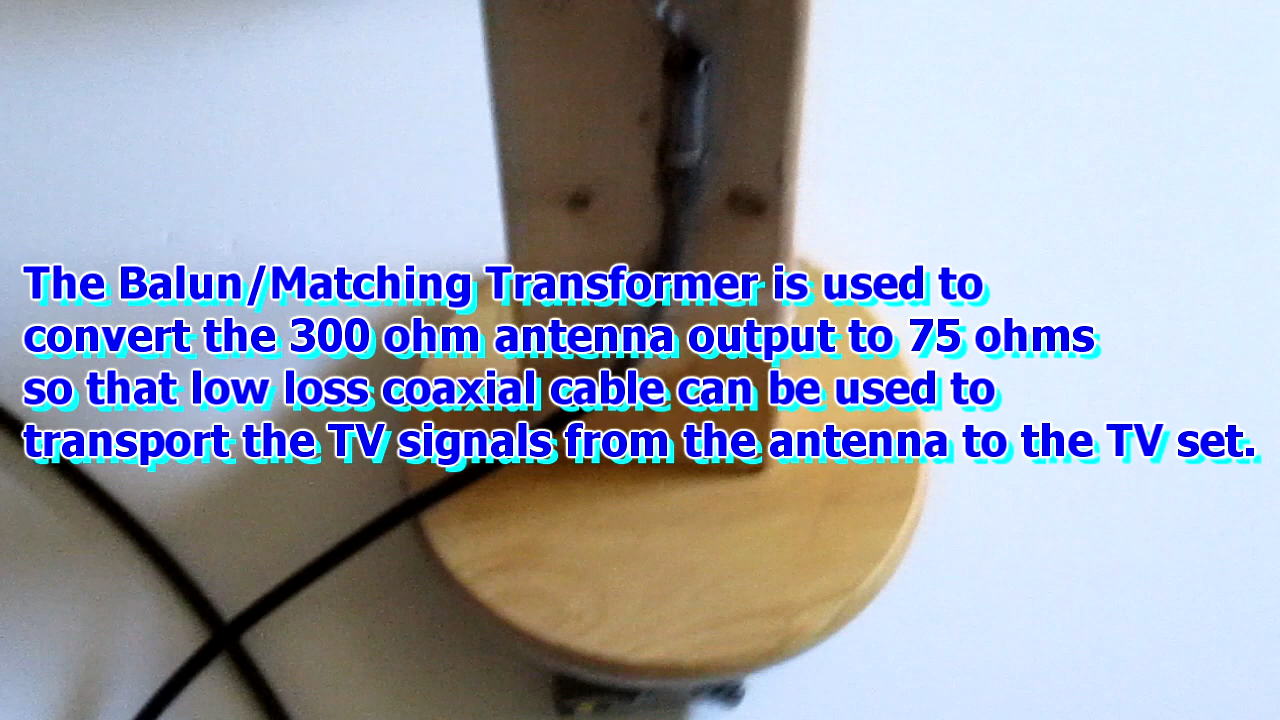 The Balun/Matching Transformer is used to
convert the 300 ohm antenna output to 75 ohms
so that low loss coaxial cable can be used to
transport the TV signals from the antenna to the TV set.